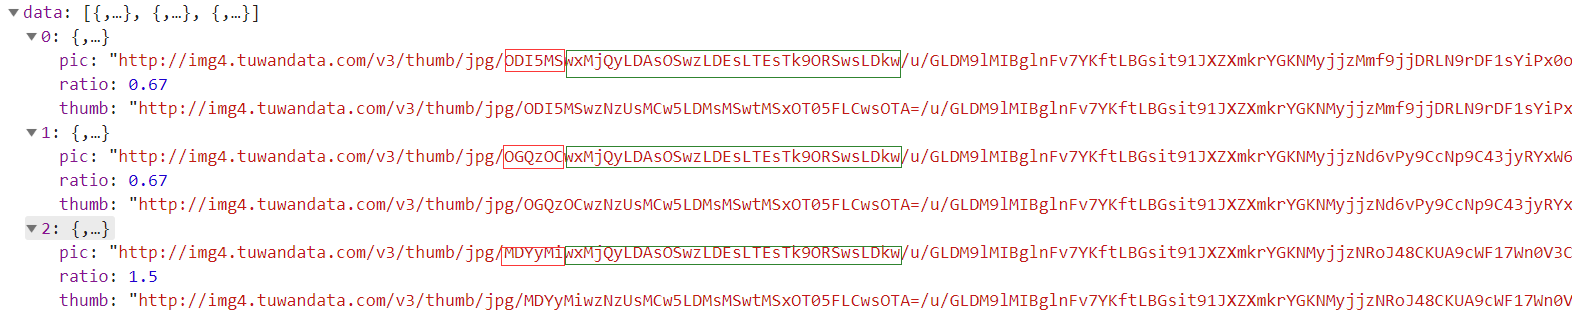 data: [{,…}, {,…}, {,…}]
0: {,…}
pic: "http://img4.tuwandata.com/v3/thumb/jpg/ODI5MSwxMjQyLDAsOSwzLDEsLTEsTk9ORSwsLDkw/u/GLDM9lMIBglnFv7YKftLBGsit91JXZXmkrYGKNMyjjzMmf9jjDRLN9rDF1sYiPx0o
ratio: 0.67
thumb: "http://img4.tuwandata.com/v3/thumb/jpg/ODI5MSwzNzUsMCw5LDMsMSwtMSxOT05FLCwsOTA=/u/GLDM9lMIBglnFv7YKftLBGsit91JXZXmkrYGKNMyjjzMmf9jjDRLN9rDF1sYiPx
1: {,…}
pic: "http://img4.tuwandata.com/v3/thumb/jpg/OGQzOCwxMjQyLDAsOSwzLDEsLTEsTk9ORSwsLDkw/u/GLDM9lMIBglnFv7YKftLBGsit91JXZXmkrYGKNMyjjzNd6vPy9CcNp9C43jyRYxW6
ratio: 0.67
thumb: "http://img4.tuwandata.com/v3/thumb/jpg/OGQzOCwzNzUsMCw5LDMsMSwtMSxOT05FLCwsOTA=/u/GLDM9lMIBglnFv7YKftLBGsit91JXZXmkrYGKNMyjjzNd6vPy9CcNp9C43jyRYx
2: {,…}
pic: "http://img4.tuwandata.com/v3/thumb/jpg/MDYyMiwxMjQyLDAsOSwzLDEsLTEsTk9ORSwsLDkw/u/GLDM9lMIBglnFv7YKftLBGsit91JXZXmkrYGKNMyjjzNRoJ48CKUA9cWF17Wn0V3C
ratio: 1.5
thumb: "http://img4.tuwandata.com/v3/thumb/jpg/MDYyMiwzNzUsMCw5LDMsMSwtMSxOT05FLCwsOTA=/u/GLDM9lMIBglnFv7YKftLBGsit91JXZXmkrYGKNMyjjzNRoJ48CKUA9cWF17Wn0V